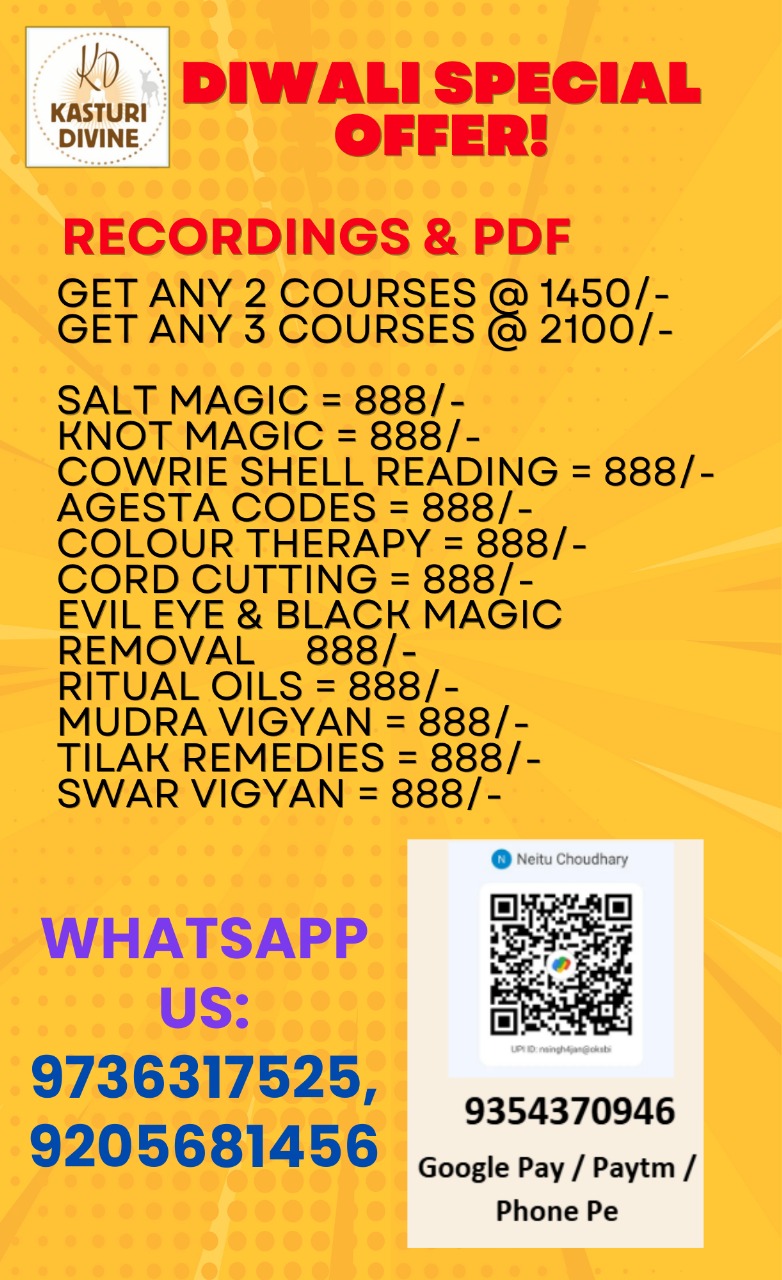 KD
KASTURI
DIVINE
DIWALI SPECIAL
OFFER!
RECORDINGS & PDF
GET ANY 2 COURSES @ 1450/-
GET ANY 3 COURSES @ 2100/-
SALT MAGIC = 888/-
KNOT MAGIC = 888/-
COWRIE SHELL READING = 888/-
AGESTA CODES = 888/-
COLOUR THERAPY = 888/-
CORD CUTTING = 888/-
EVIL EYE & BLACK MAGIC
REMOVAL 888/-
RITUAL OILS = 888/-
MUDRA VIGYAN = 888/-
TILAK REMEDIES = 888/-
SWAR VIGYAN = 888/-
WHATSAPP
US:
9736317525,
9205681456
N Neitu Choudhary
UPI ID: nsingh4jan@oksbi
9354370946
Google Pay / Paytm /
Phone Pe